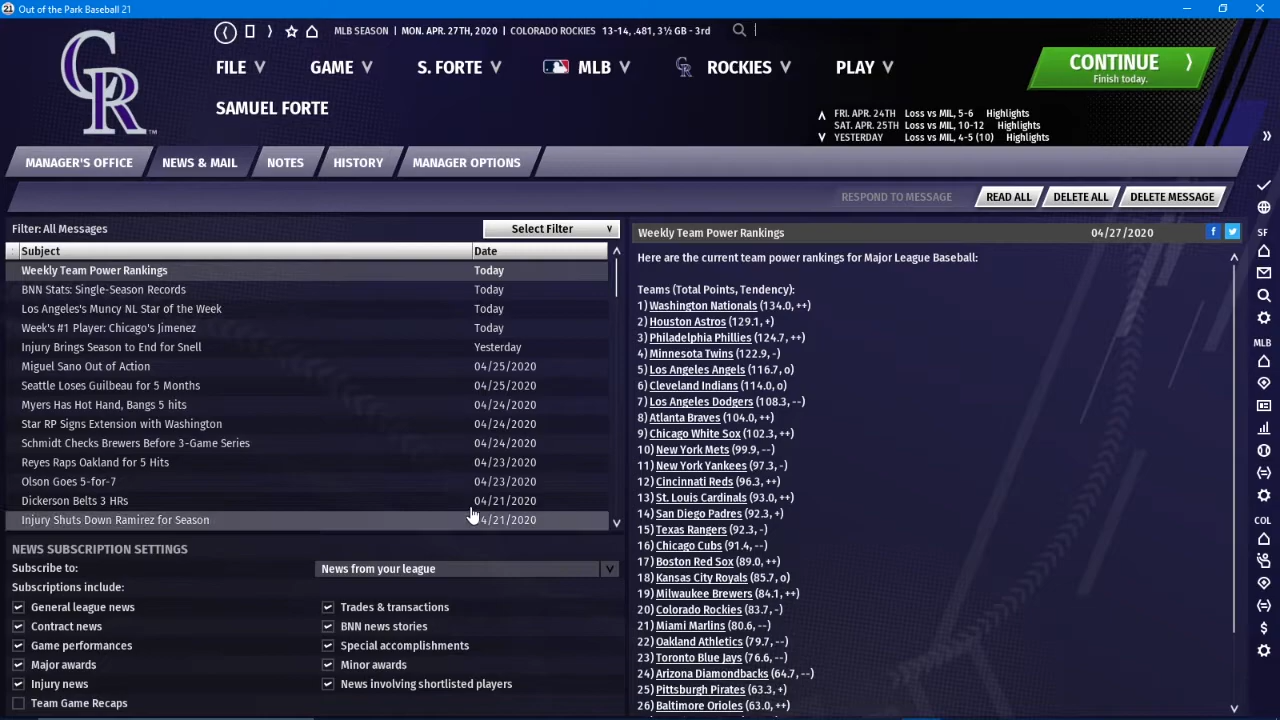 21 Out of the Park Baseball 21
MLB SEASON | MON. APR. 27TH, 2020 | COLORADO ROCKIES 13-14, .481, 3½ GB - 3rd
FILE GAME S. FORTE MLB ROCKIES PLAY
CONTINUE
Finish today.
SAMUEL FORTE
FRI. APR. 24TH Loss vs MIL, 5-6 Highlights
SAT. APR. 25TH Loss vs MIL, 10-12 Highlights
YESTERDAY Loss vs MIL, 4-5 (10) Highlights
MANAGER'S OFFICE NEWS & MAIL NOTES HISTORY MANAGER OPTIONS
RESPOND TO MESSAGE READ ALL DELETE ALL DELETE MESSAGE
Filter: All Messages Select Filter
Subject Date
Weekly Team Power Rankings Today
BNN Stats: Single-Season Records Today
Los Angeles's Muncy NL Star of the Week Today
Week's #1 Player: Chicago's Jimenez Today
Injury Brings Season to End for Snell Yesterday
Miguel Sano Out of Action 04/25/2020
Seattle Loses Guilbeau for 5 Months 04/25/2020
Myers Has Hot Hand, Bangs 5 hits 04/24/2020
Star RP Signs Extension with Washington 04/24/2020
Schmidt Checks Brewers Before 3-Game Series 04/24/2020
Reyes Raps Oakland for 5 Hits 04/23/2020
Olson Goes 5-for-7 04/23/2020
Dickerson Belts 3 HRs 04/21/2020
Injury Shuts Down Ramirez for Season 04/21/2020
NEWS SUBSCRIPTION SETTINGS
Subscribe to: News from your league
Subscriptions include:
General league news Trades & transactions
Contract news BNN news stories
Game performances Special accomplishments
Major awards Minor awards
Injury news News involving shortlisted players
Team Game Recaps
Weekly Team Power Rankings 04/27/2020
Here are the current team power rankings for Major League Baseball:
Teams (Total Points, Tendency):
1) Washington Nationals (134.0, ++)
2) Houston Astros (129.1, +)
3) Philadelphia Phillies (124.7, ++)
4) Minnesota Twins (122.9, -)
5) Los Angeles Angels (116.7, o)
6) Cleveland Indians (114.0, o)
7) Los Angeles Dodgers (108.3, --)
8) Atlanta Braves (104.0, ++)
9) Chicago White Sox (102.3, ++)
10) New York Mets (99.9, --)
11) New York Yankees (97.3, -)
12) Cincinnati Reds (96.3, ++)
13) St. Louis Cardinals (93.0, ++)
14) San Diego Padres (92.3, +)
15) Texas Rangers (92.3, -)
16) Chicago Cubs (91.4, --)
17) Boston Red Sox (89.0, ++)
18) Kansas City Royals (85.7, o)
19) Milwaukee Brewers (84.1, ++)
20) Colorado Rockies (83.7, -)
21) Miami Marlins (80.6, --)
22) Oakland Athletics (79.7, --)
23) Toronto Blue Jays (76.6, --)
24) Arizona Diamondbacks (64.7, --)
25) Pittsburgh Pirates (63.3, +)
26) Baltimore Orioles (63.0, ++)
SF
MLB
COL
CR